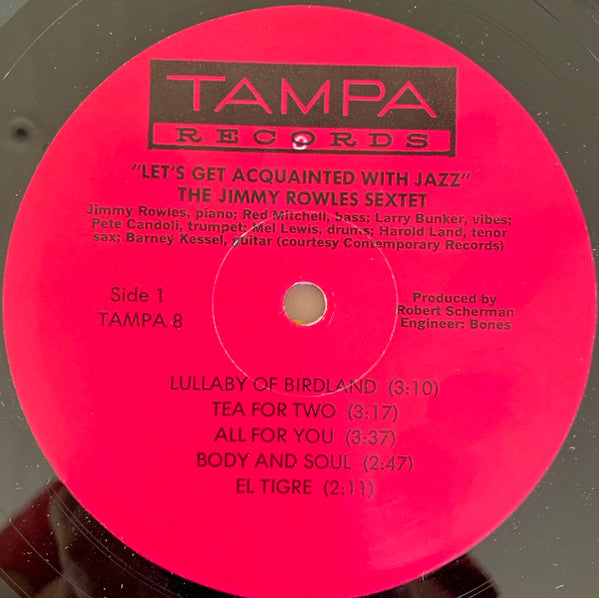 TAMPA
RECORDS
"LET'S GET ACQUAINTED WITH JAZZ"
THE JIMMY ROWLES SEXTET
Jimmy Rowles, piano; Red Mitchell, bass; Larry Bunker, vibes;
Pete Candoli, trumpet; Mel Lewis, drums; Harold Land, tenor
sax; Barney Kessel, guitar (courtesy Contemporary Records)
Side 1
TAMPA 8
Produced by
Robert Scherman
Engineer: Bones
LULLABY OF BIRDLAND (3:10)
TEA FOR TWO (3:17)
ALL FOR YOU (3:37)
BODY AND SOUL (2:47)
EL TIGRE (2:11)